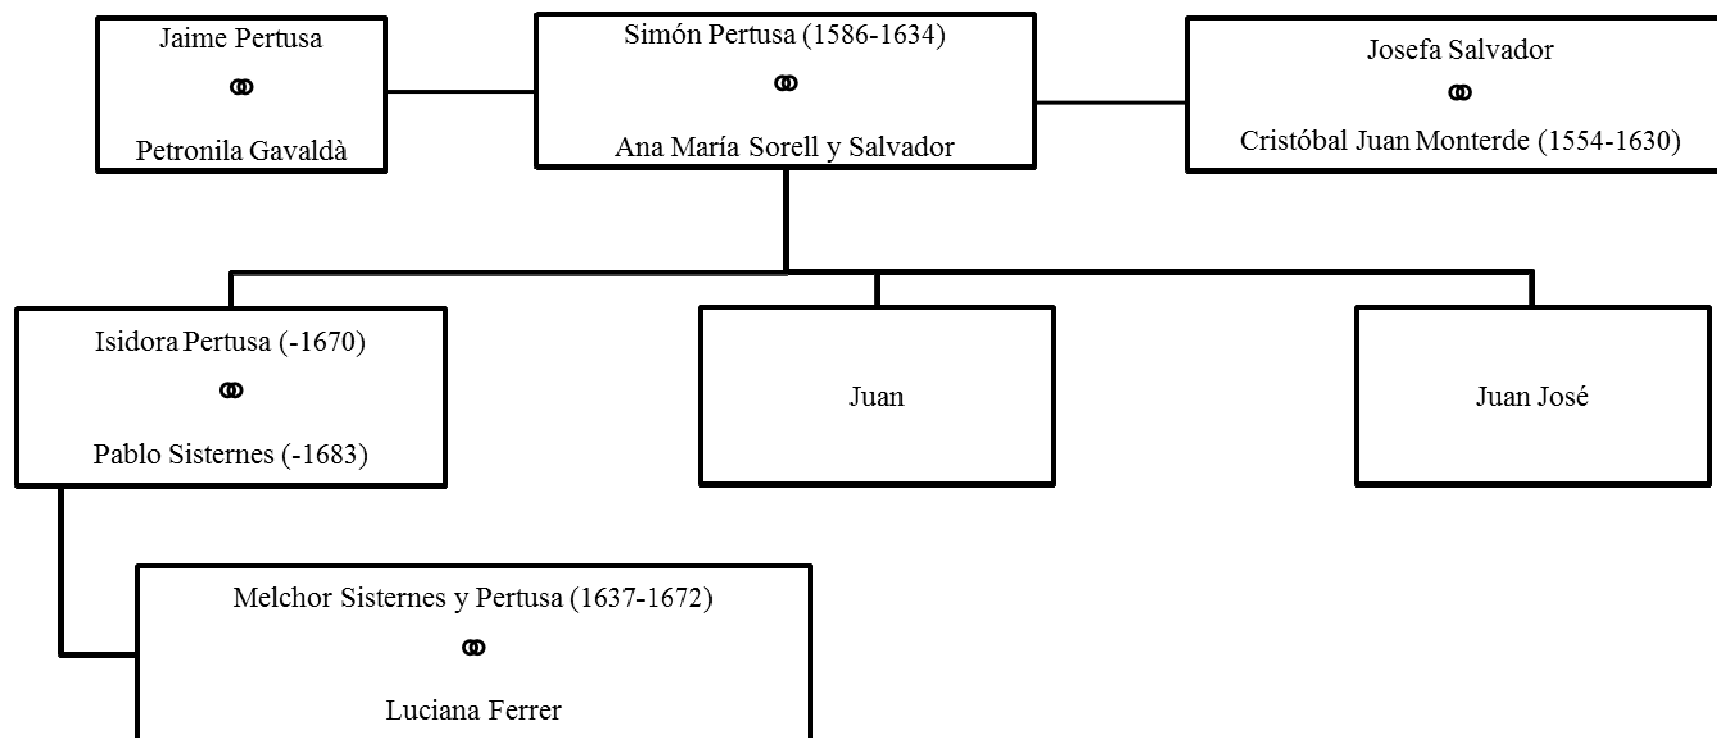 Jaime Pertusa
⚭
Petronila Gavaldà
Simón Pertusa (1586-1634)
⚭
Ana María Sorell y Salvador
Josefa Salvador
⚭
Cristóbal Juan Monterde (1554-1630)
Isidora Pertusa (-1670)
⚭
Pablo Sisternes (-1683)
Juan
Juan José
Melchor Sisternes y Pertusa (1637-1672)
⚭
Luciana Ferrer